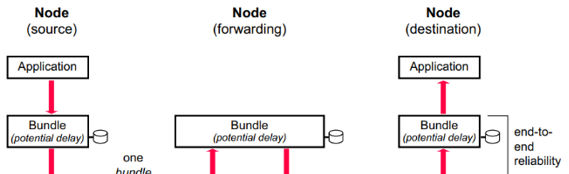 Node
(source)
Node
(forwarding)
Node
(destination)
Application
Application
Bundle
(potential delay)
Bundle
(potential delay)
Bundle
(potential delay)
end-to-
end
reliability
one
bundle